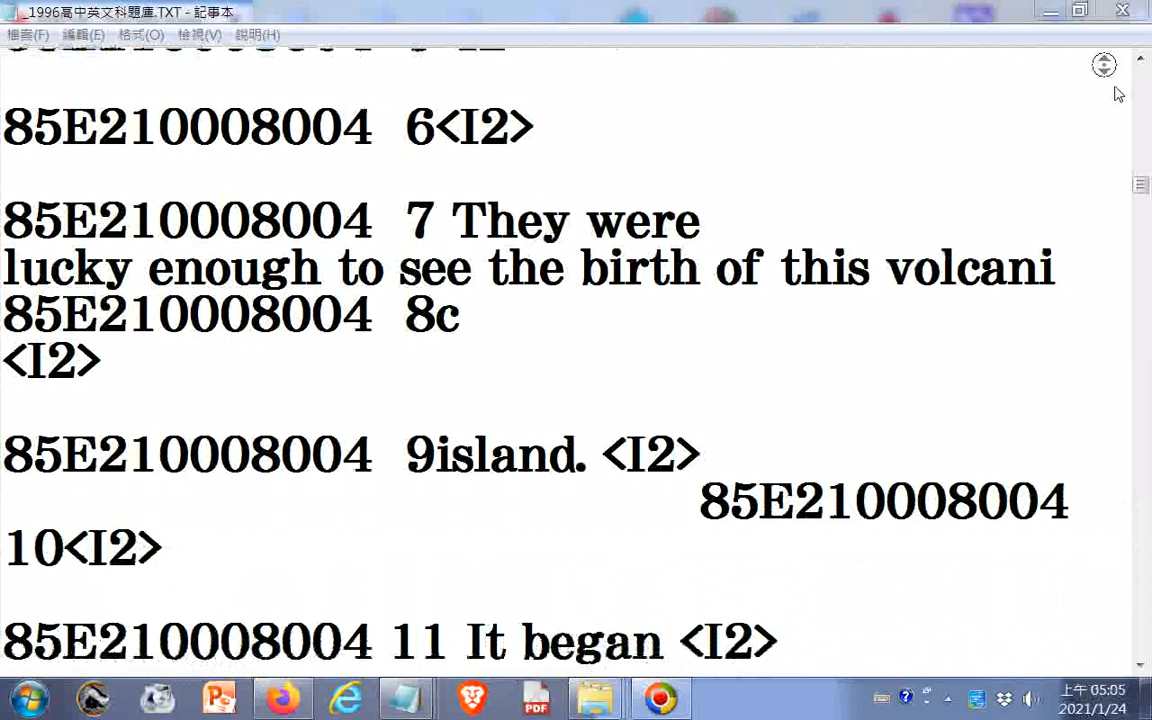 _1996高中英文科題庫.TXT - 記事本
檔案(F) 編輯(E) 格式(O) 檢視(V) 說明(H)
85E210008004 6<I2>
85E210008004 7 They were
lucky enough to see the birth of this volcani
85E210008004 8c
<I2>
85E210008004 9island. <I2>
85E210008004
10<I2>
85E210008004 11 It began <I2>
PDF
上午 05:05
2021/1/24